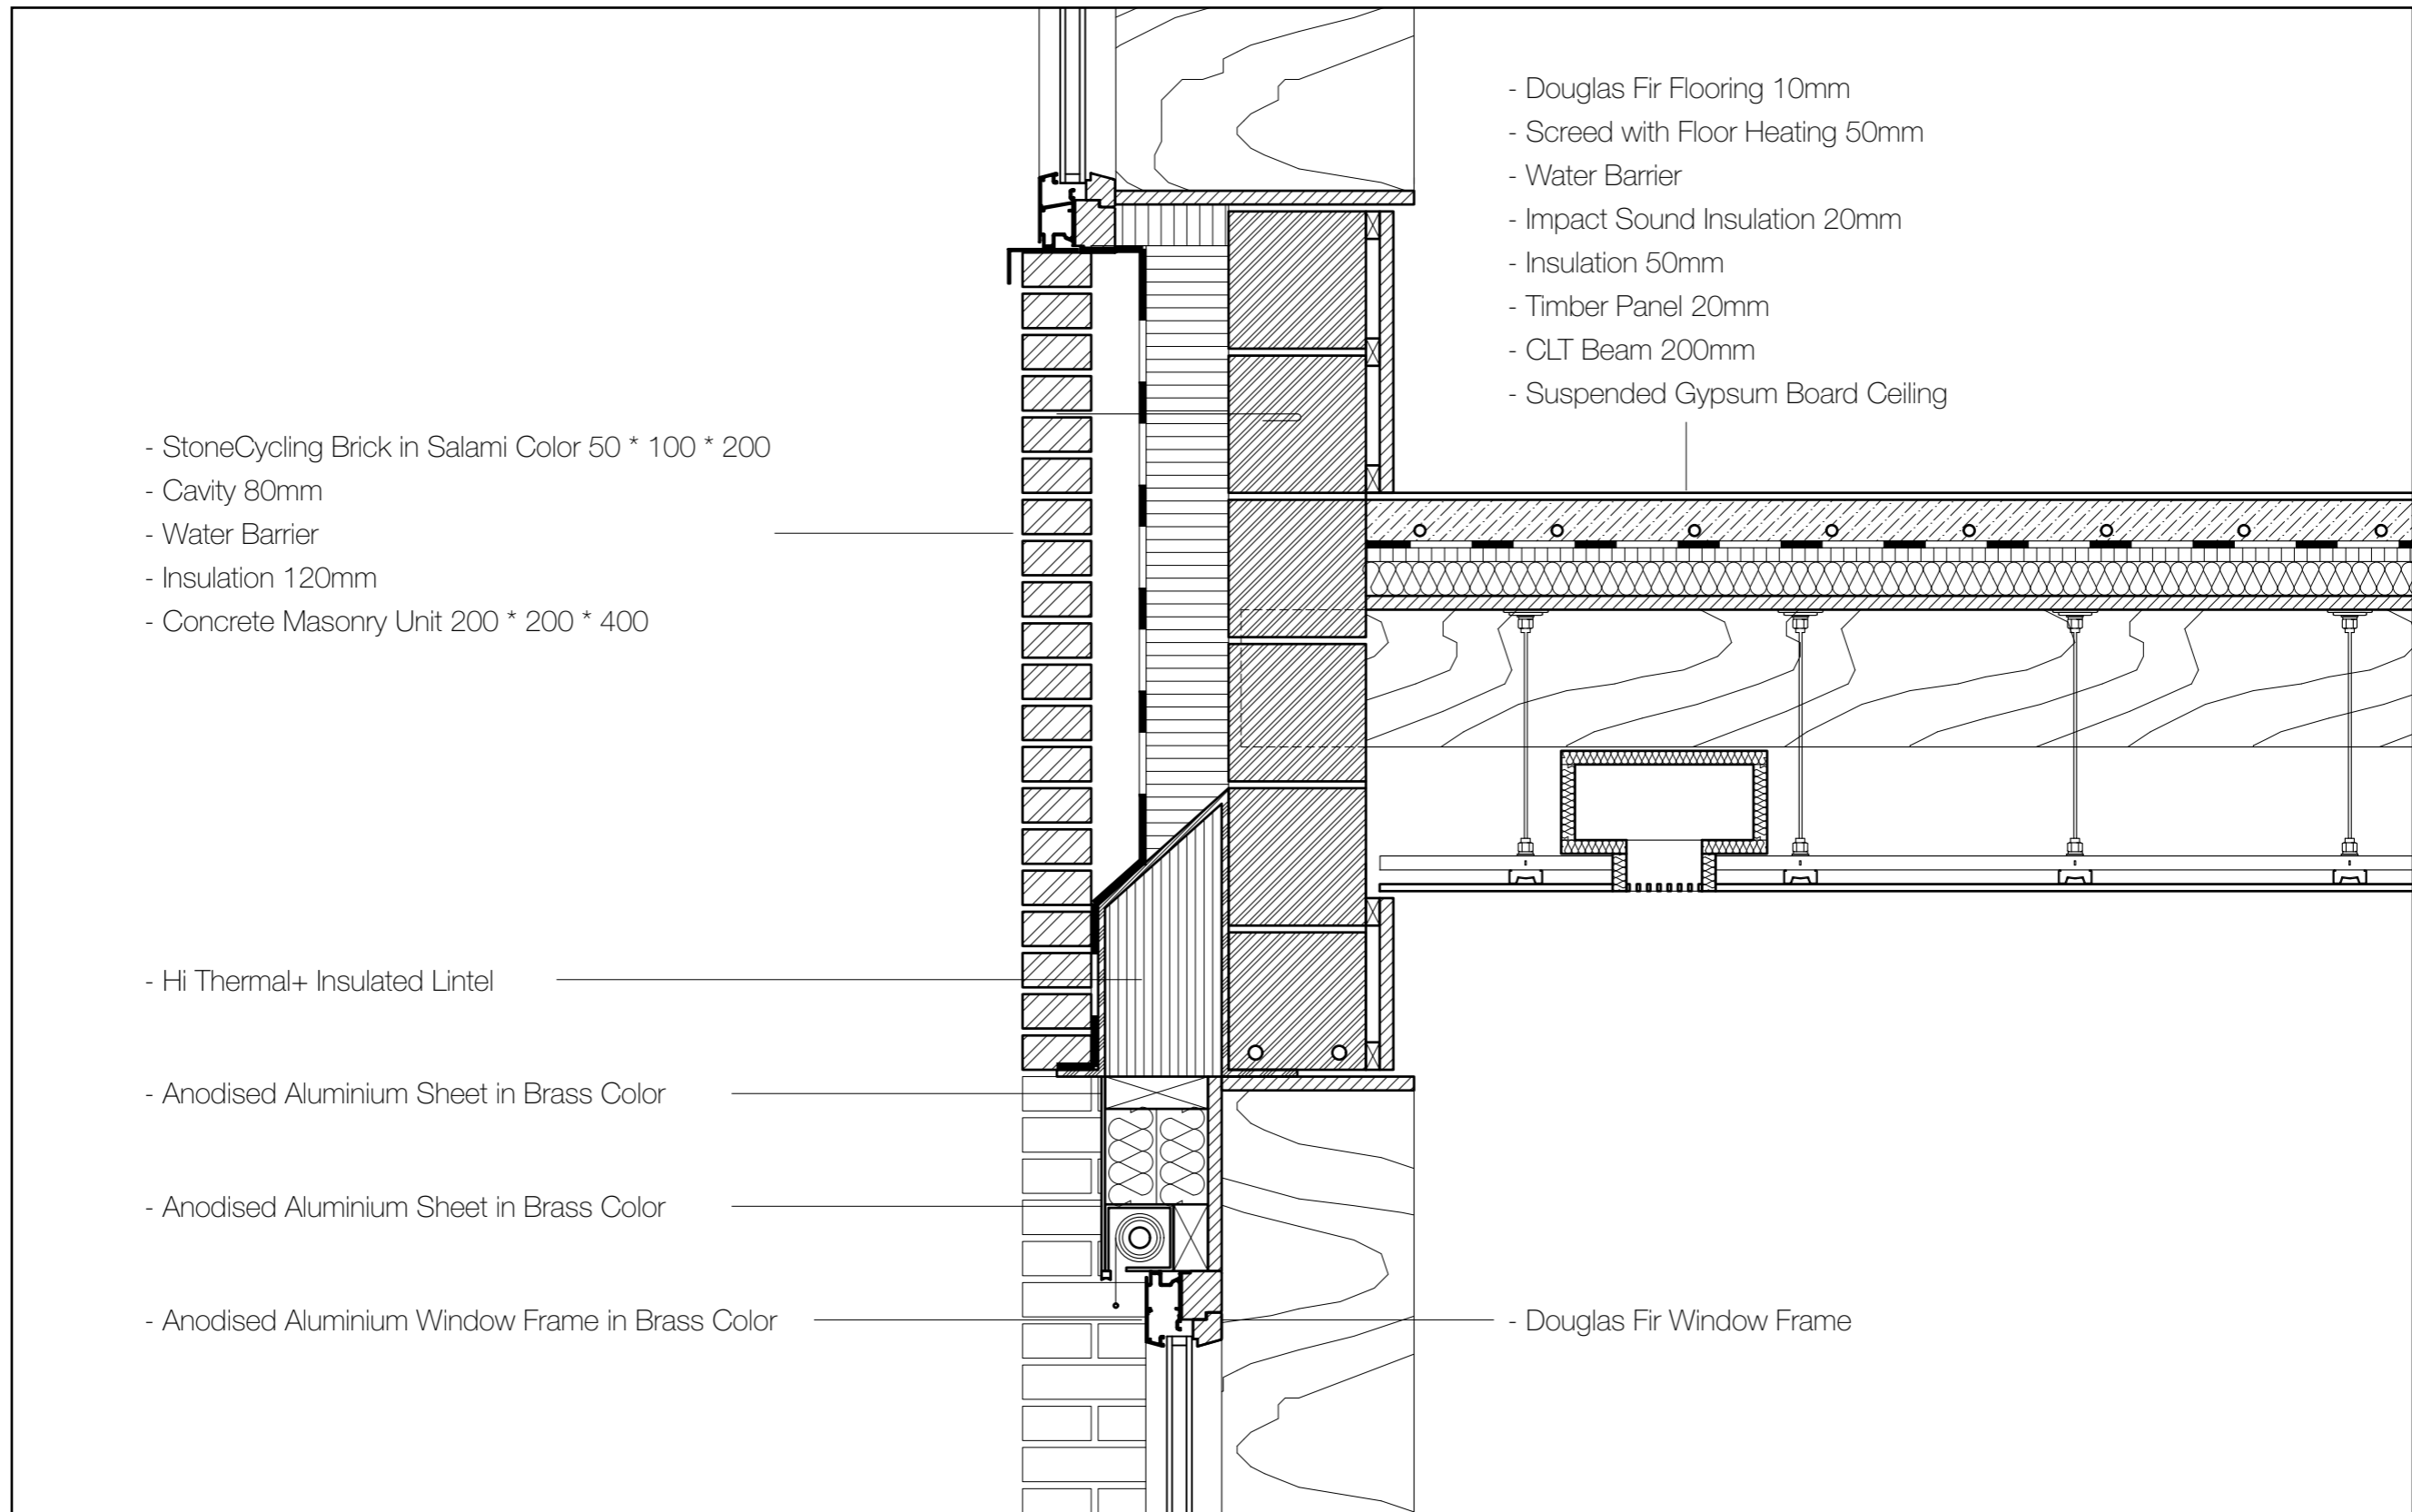 - Douglas Fir Flooring 10mm
- Screed with Floor Heating 50mm
- Water Barrier
- Impact Sound Insulation 20mm
- Insulation 50mm
- Timber Panel 20mm
- CLT Beam 200mm
- Suspended Gypsum Board Ceiling
- StoneCycling Brick in Salami Color 50 * 100 * 200
- Cavity 80mm
- Water Barrier
- Insulation 120mm
- Concrete Masonry Unit 200 * 200 * 400
- Hi Thermal+ Insulated Lintel
- Anodised Aluminium Sheet in Brass Color
- Anodised Aluminium Sheet in Brass Color
- Anodised Aluminium Window Frame in Brass Color
- Douglas Fir Window Frame